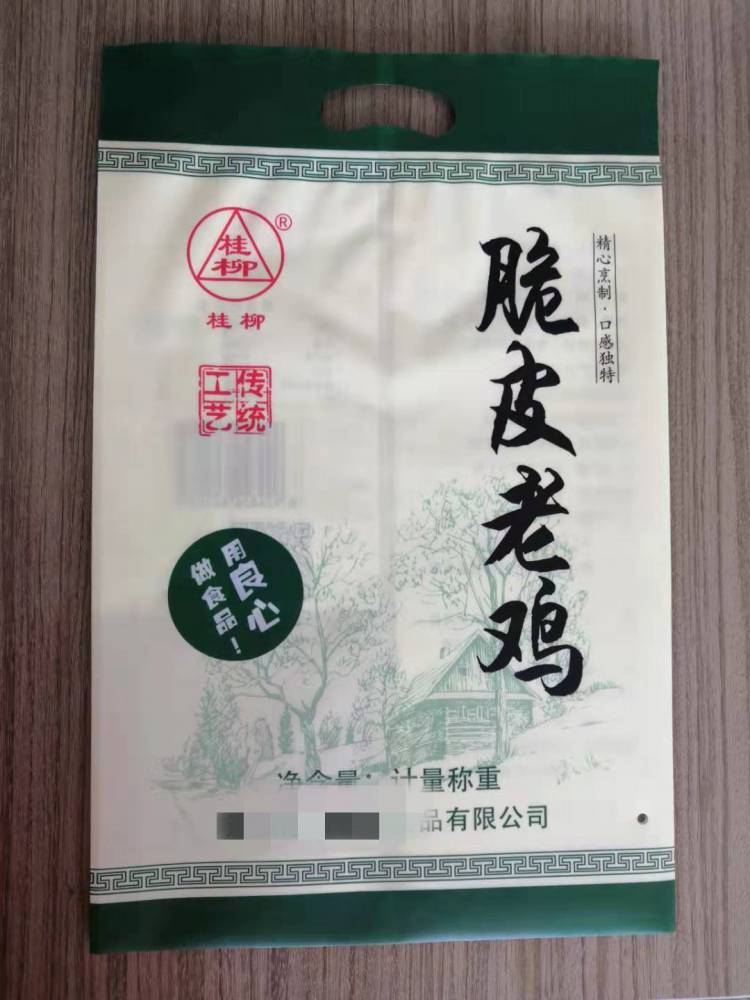 桂柳
®
桂柳
传统
工艺
用良心
做食品！
精心烹制·口感独特
脆皮老鸡
净含量：计量称重
品有限公司